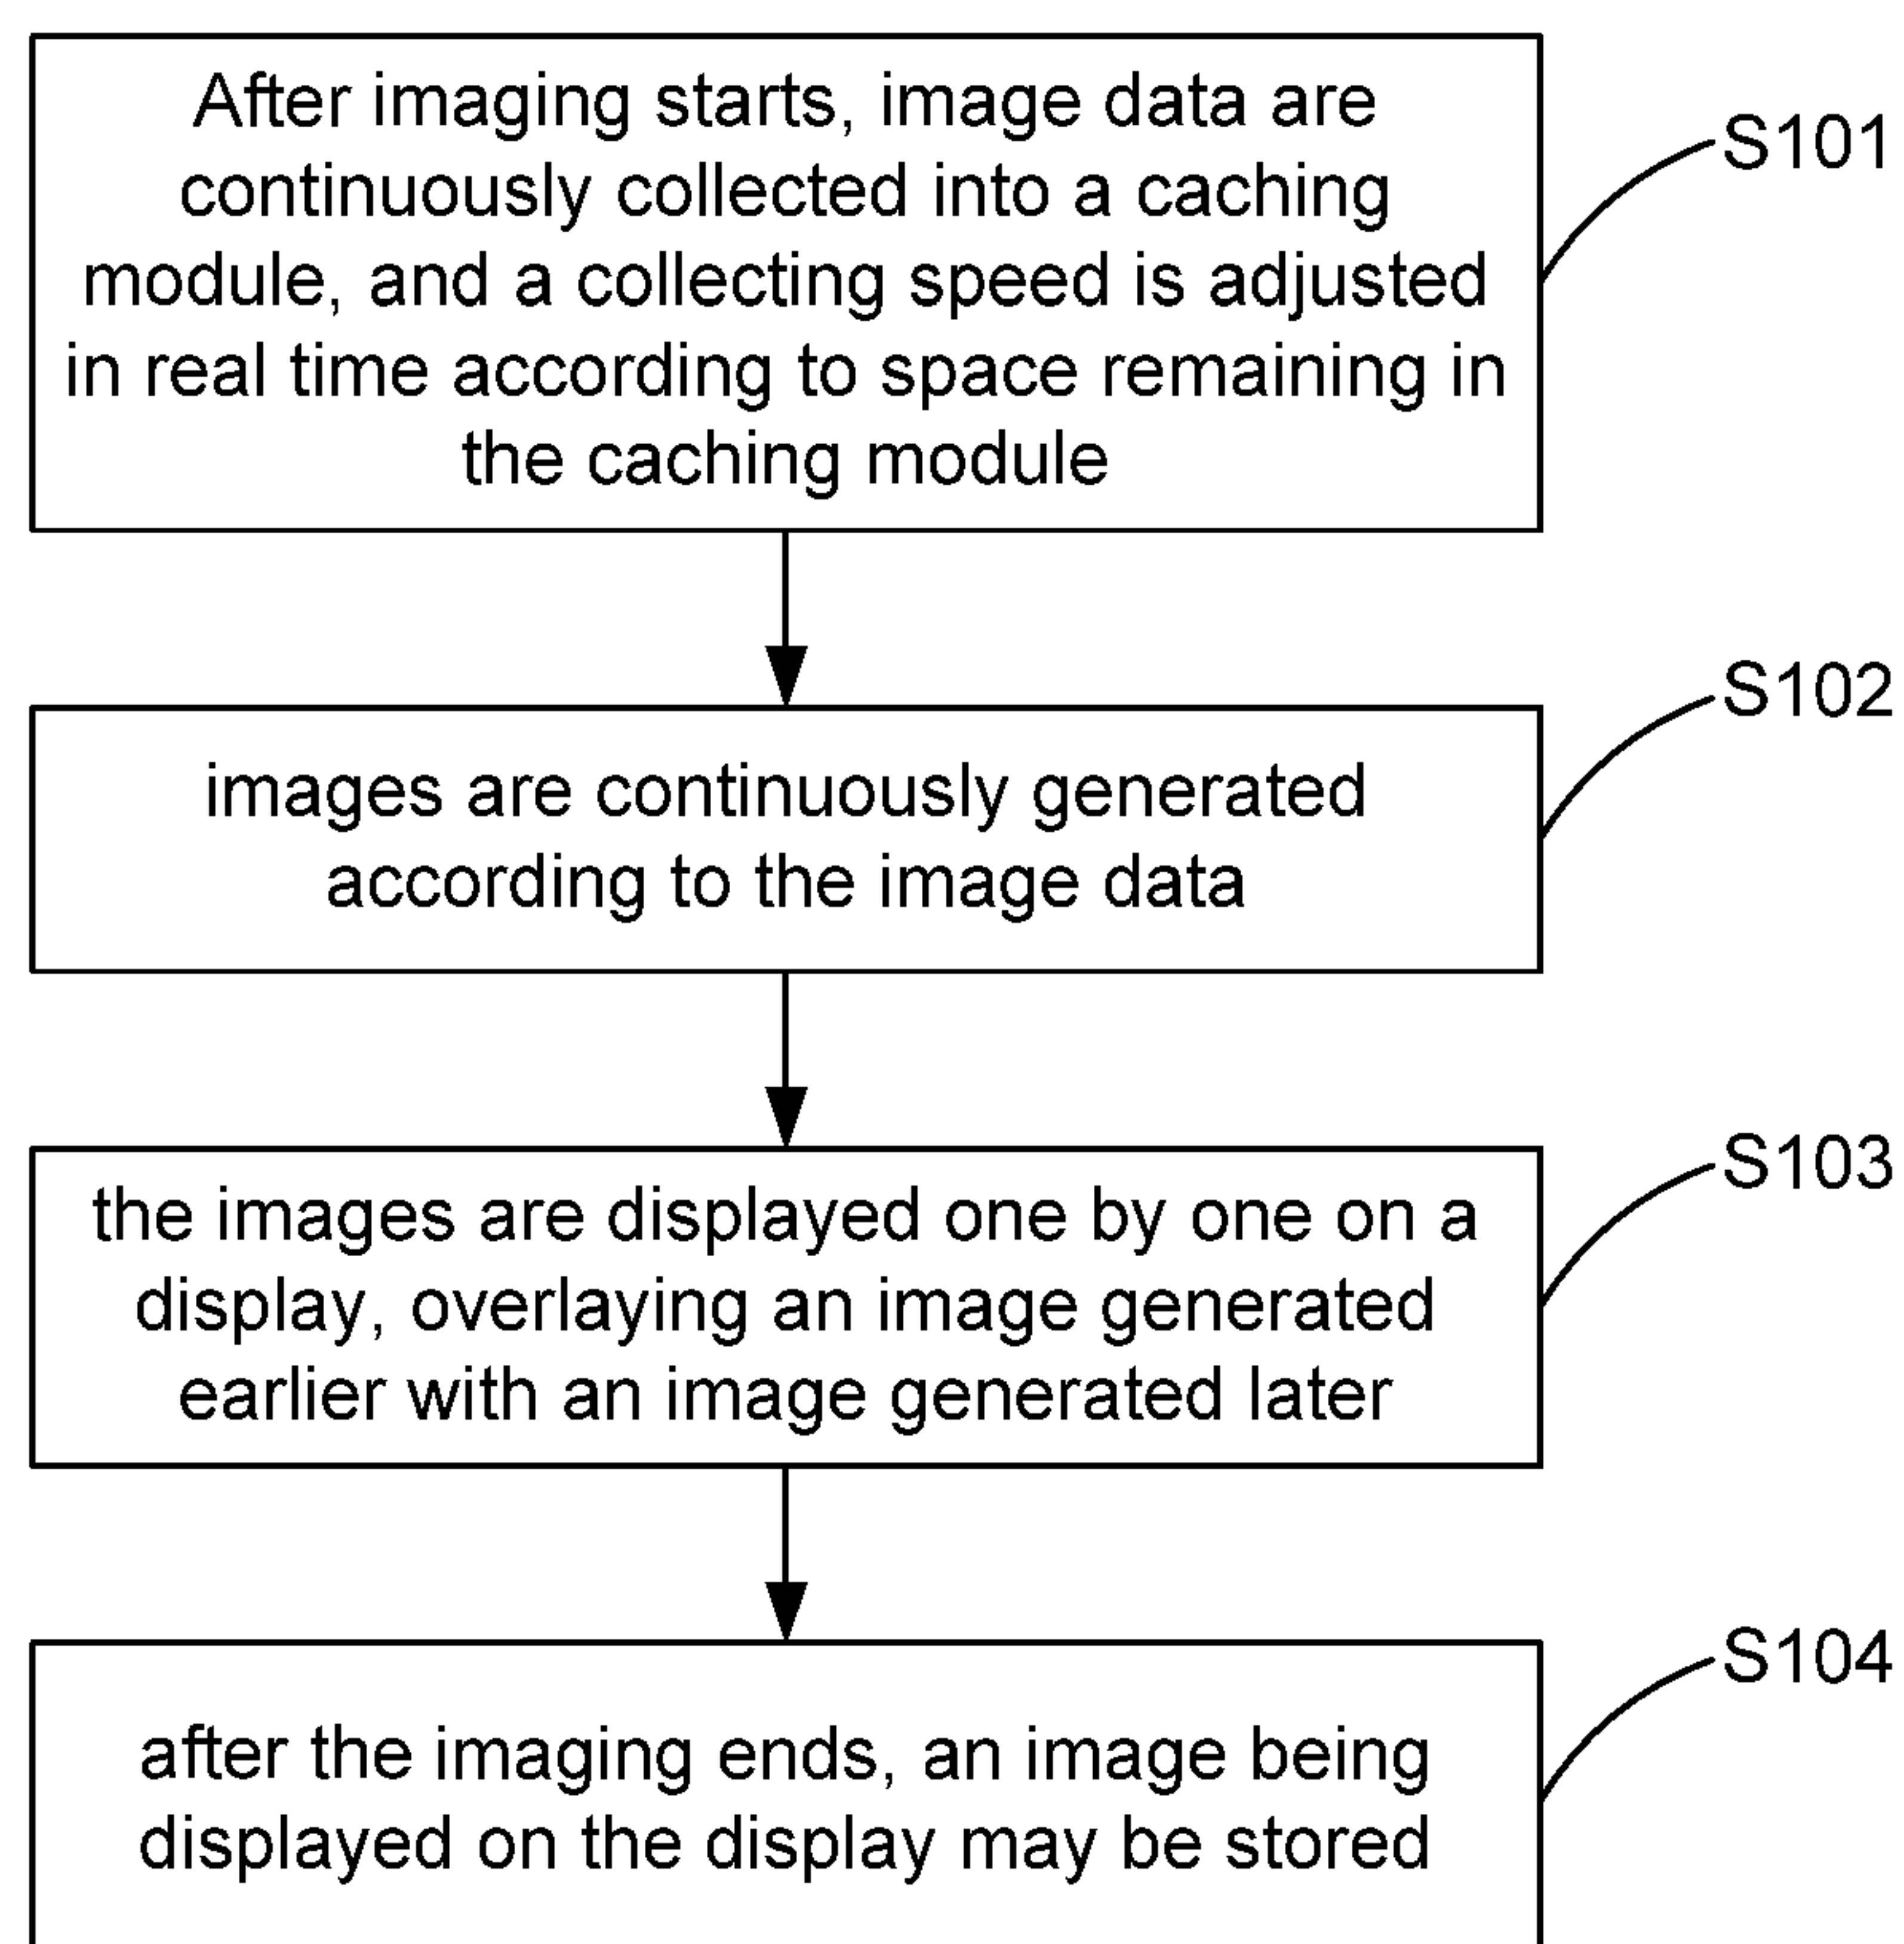 After imaging starts, image data are
continuously collected into a caching
module, and a collecting speed is adjusted
in real time according to space remaining in
the caching module
S101
images are continuously generated
according to the image data
S102
the images are displayed one by one on a
display, overlaying an image generated
earlier with an image generated later
S103
after the imaging ends, an image being
displayed on the display may be stored
S104